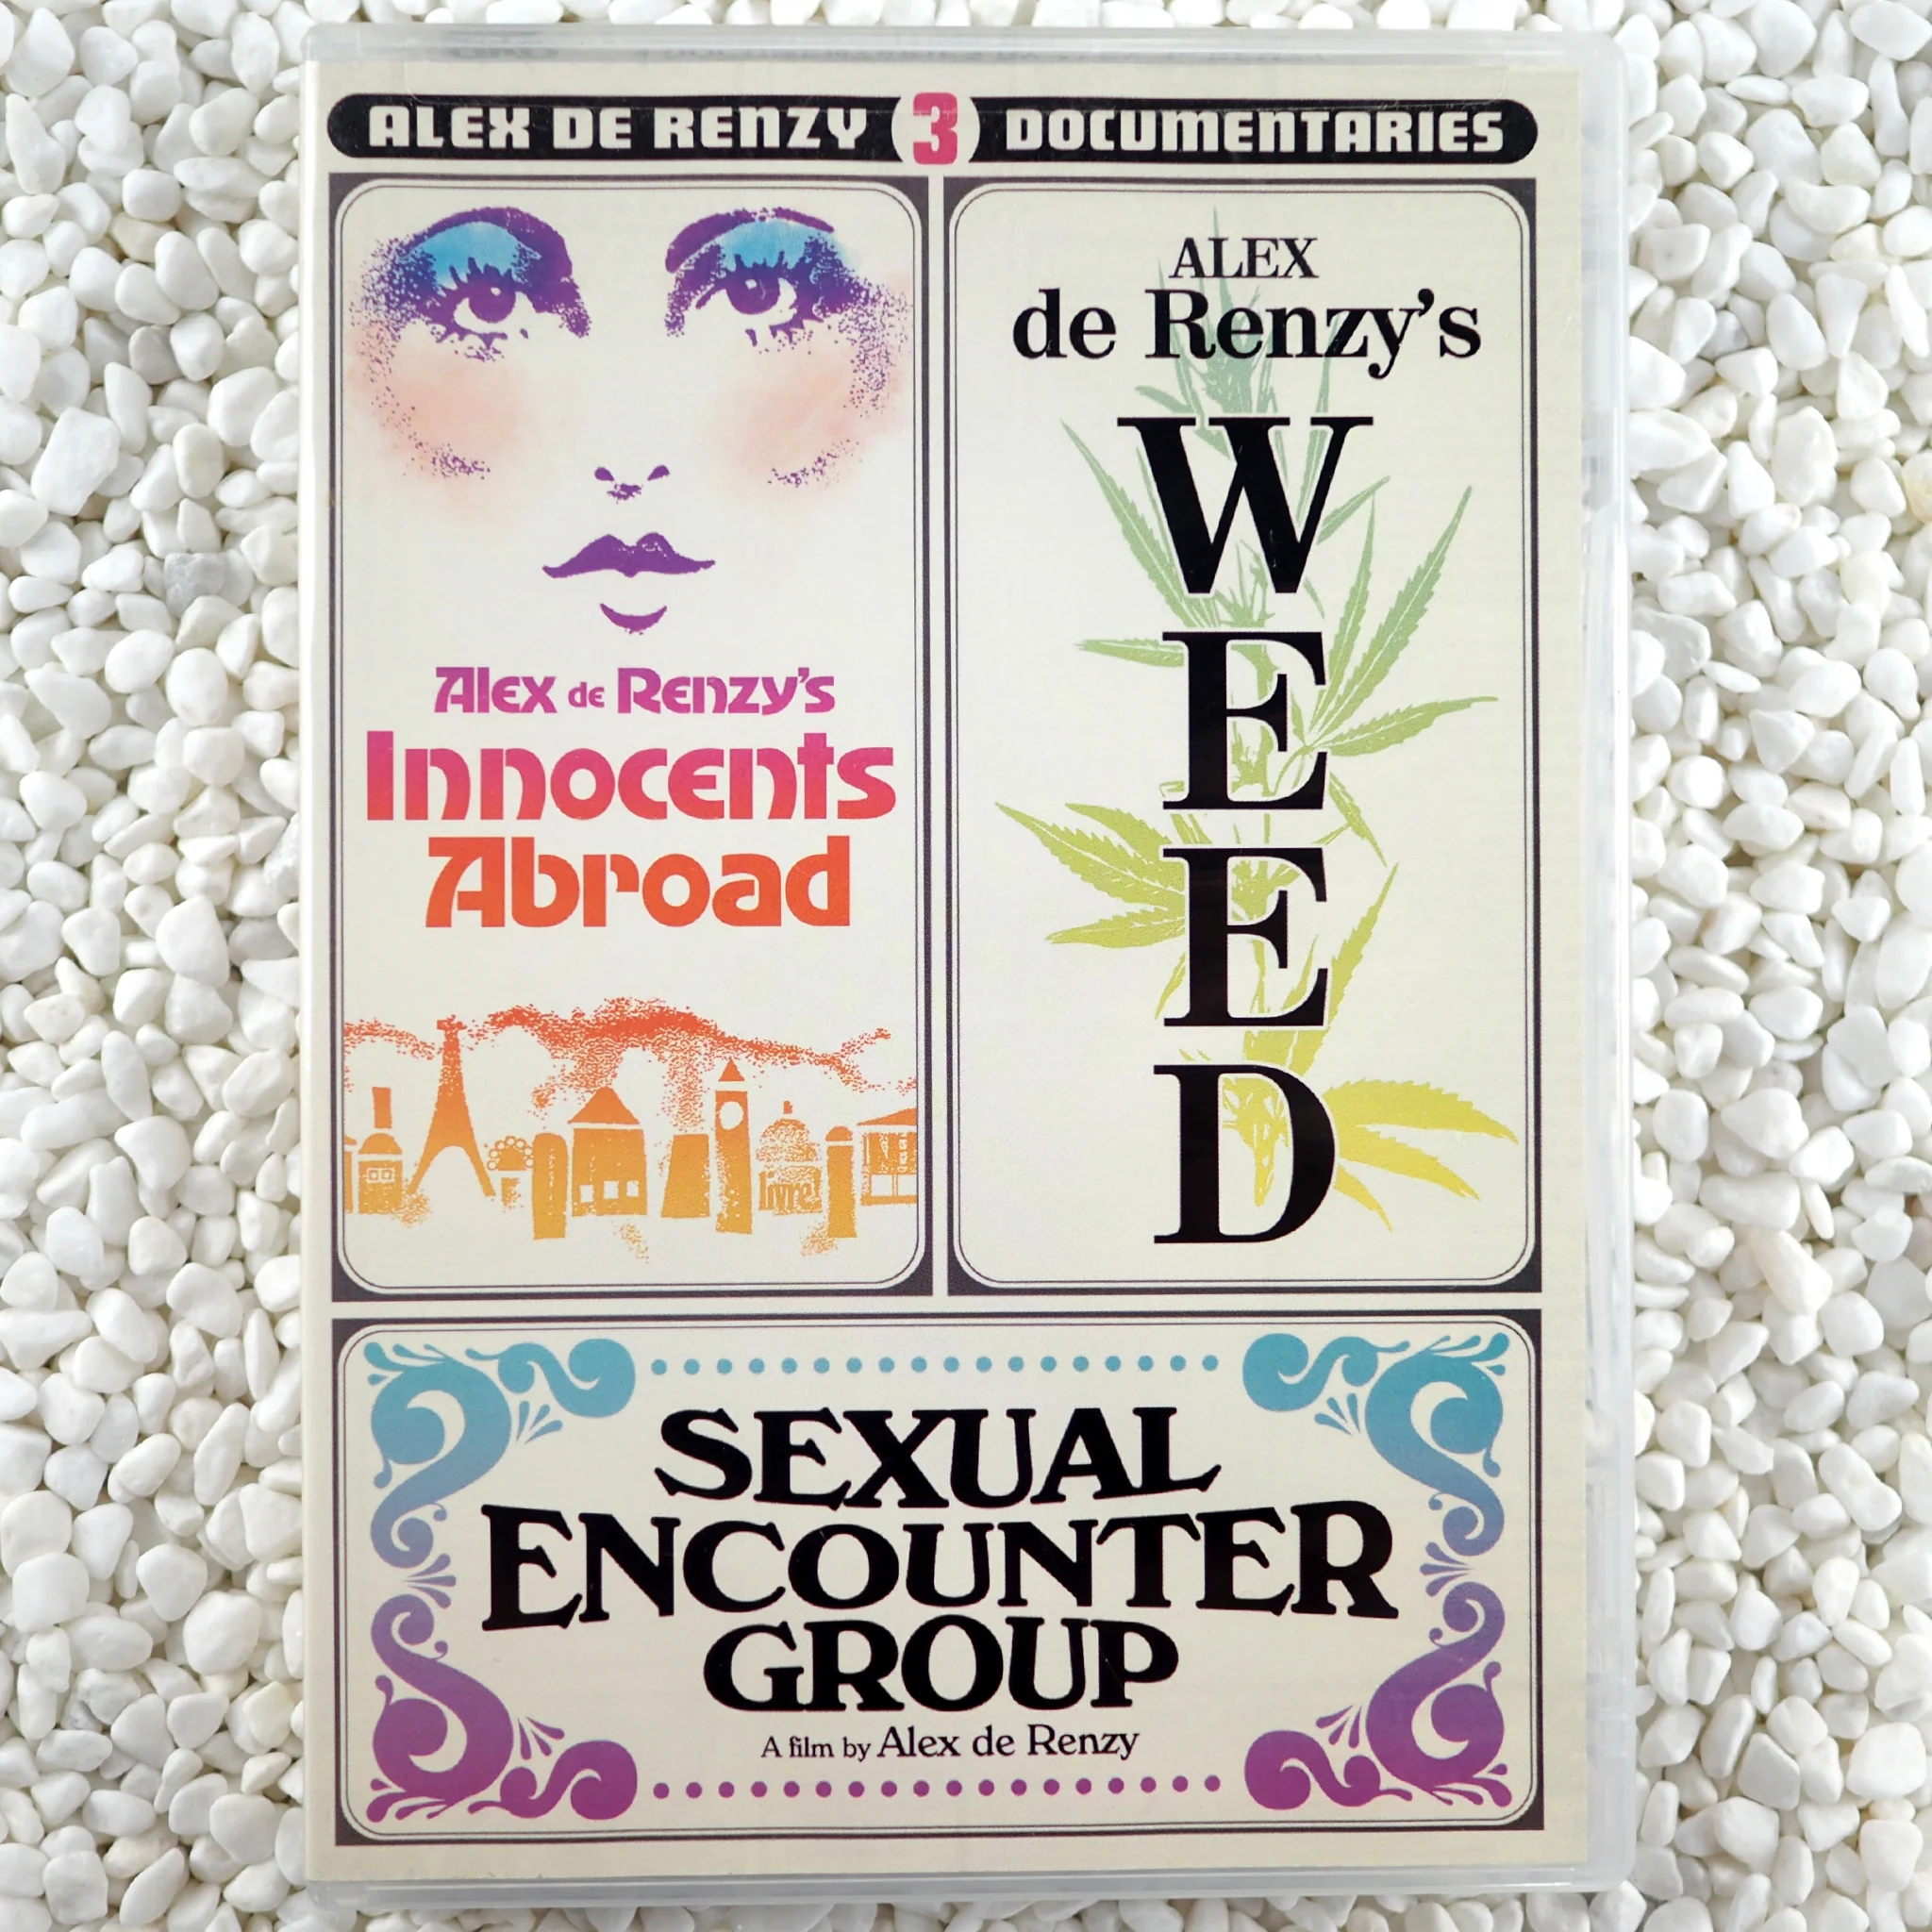 ALEX DE RENZY 3 DOCUMENTARIES
Alex de Renzy's
Innocents
Abroad
ALEX
de Renzy's
W
E
E
D
SEXUAL
ENCOUNTER
GROUP
A film by Alex de Renzy